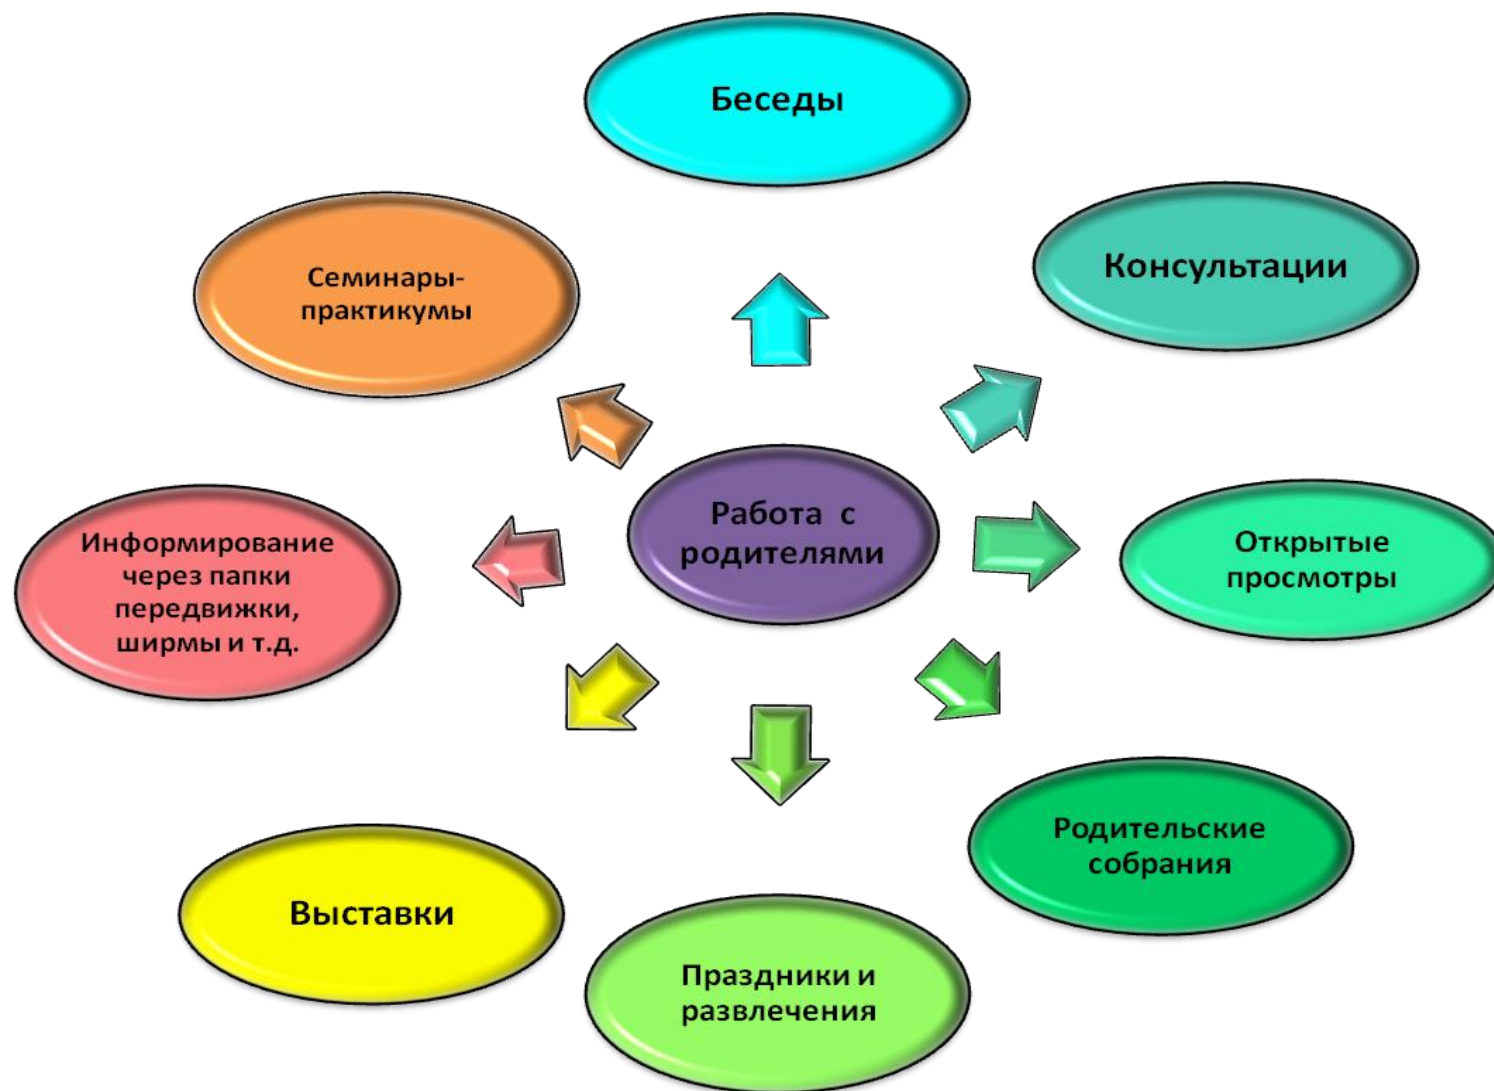 Беседы
Консультации
Семинары-
практикумы
Работа с
родителями
Открытые
просмотры
Информирование
через папки
передвижки,
ширмы и т.д.
Родительские
собрания
Выставки
Праздники и
развлечения